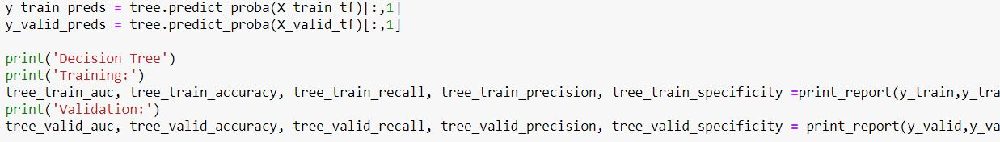 y_train_preds = tree.predict_proba(X_train_tf)[:,1]
y_valid_preds = tree.predict_proba(X_valid_tf)[:,1]
print('Decision Tree')
print('Training:')
tree_train_auc, tree_train_accuracy, tree_train_recall, tree_train_precision, tree_train_specificity =print_report(y_train,y_tra
print('Validation:')
tree_valid_auc, tree_valid_accuracy, tree_valid_recall, tree_valid_precision, tree_valid_specificity = print_report(y_valid,y_va